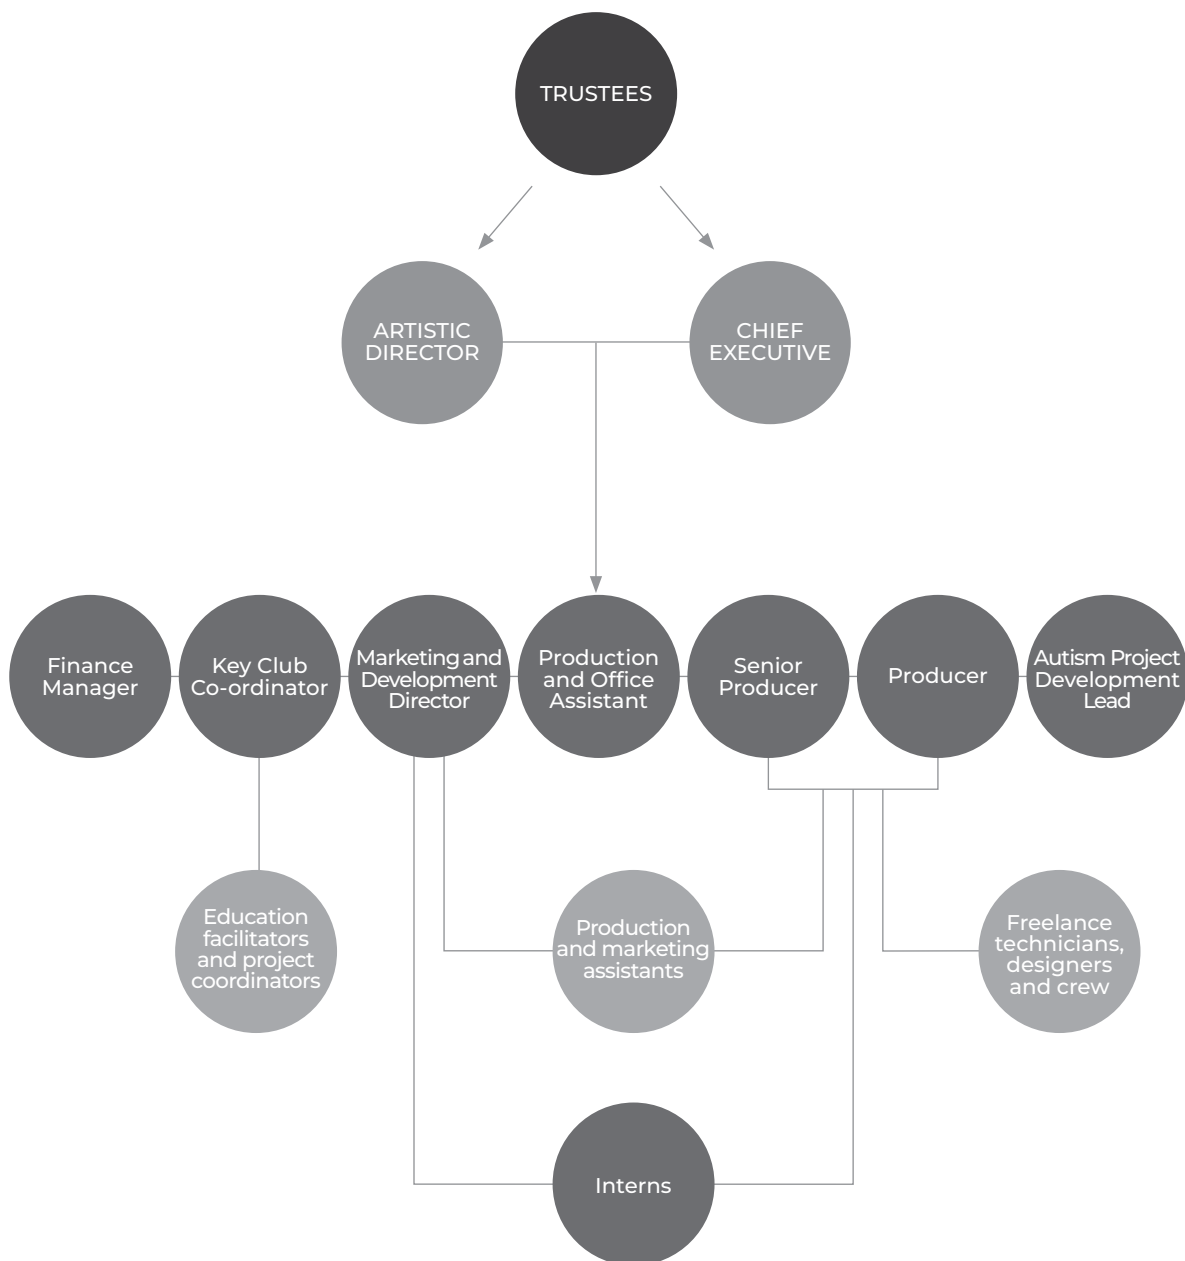 TRUSTEES
ARTISTIC
DIRECTOR
CHIEF
EXECUTIVE
Finance
Manager
Key Club
Co-ordinator
Marketing and
Development
Director
Production
and Office
Assistant
Senior
Producer
Producer
Autism Project
Development
Lead
Education
facilitators
and project
coordinators
Production
and marketing
assistants
Freelance
technicians,
designers
and crew
Interns